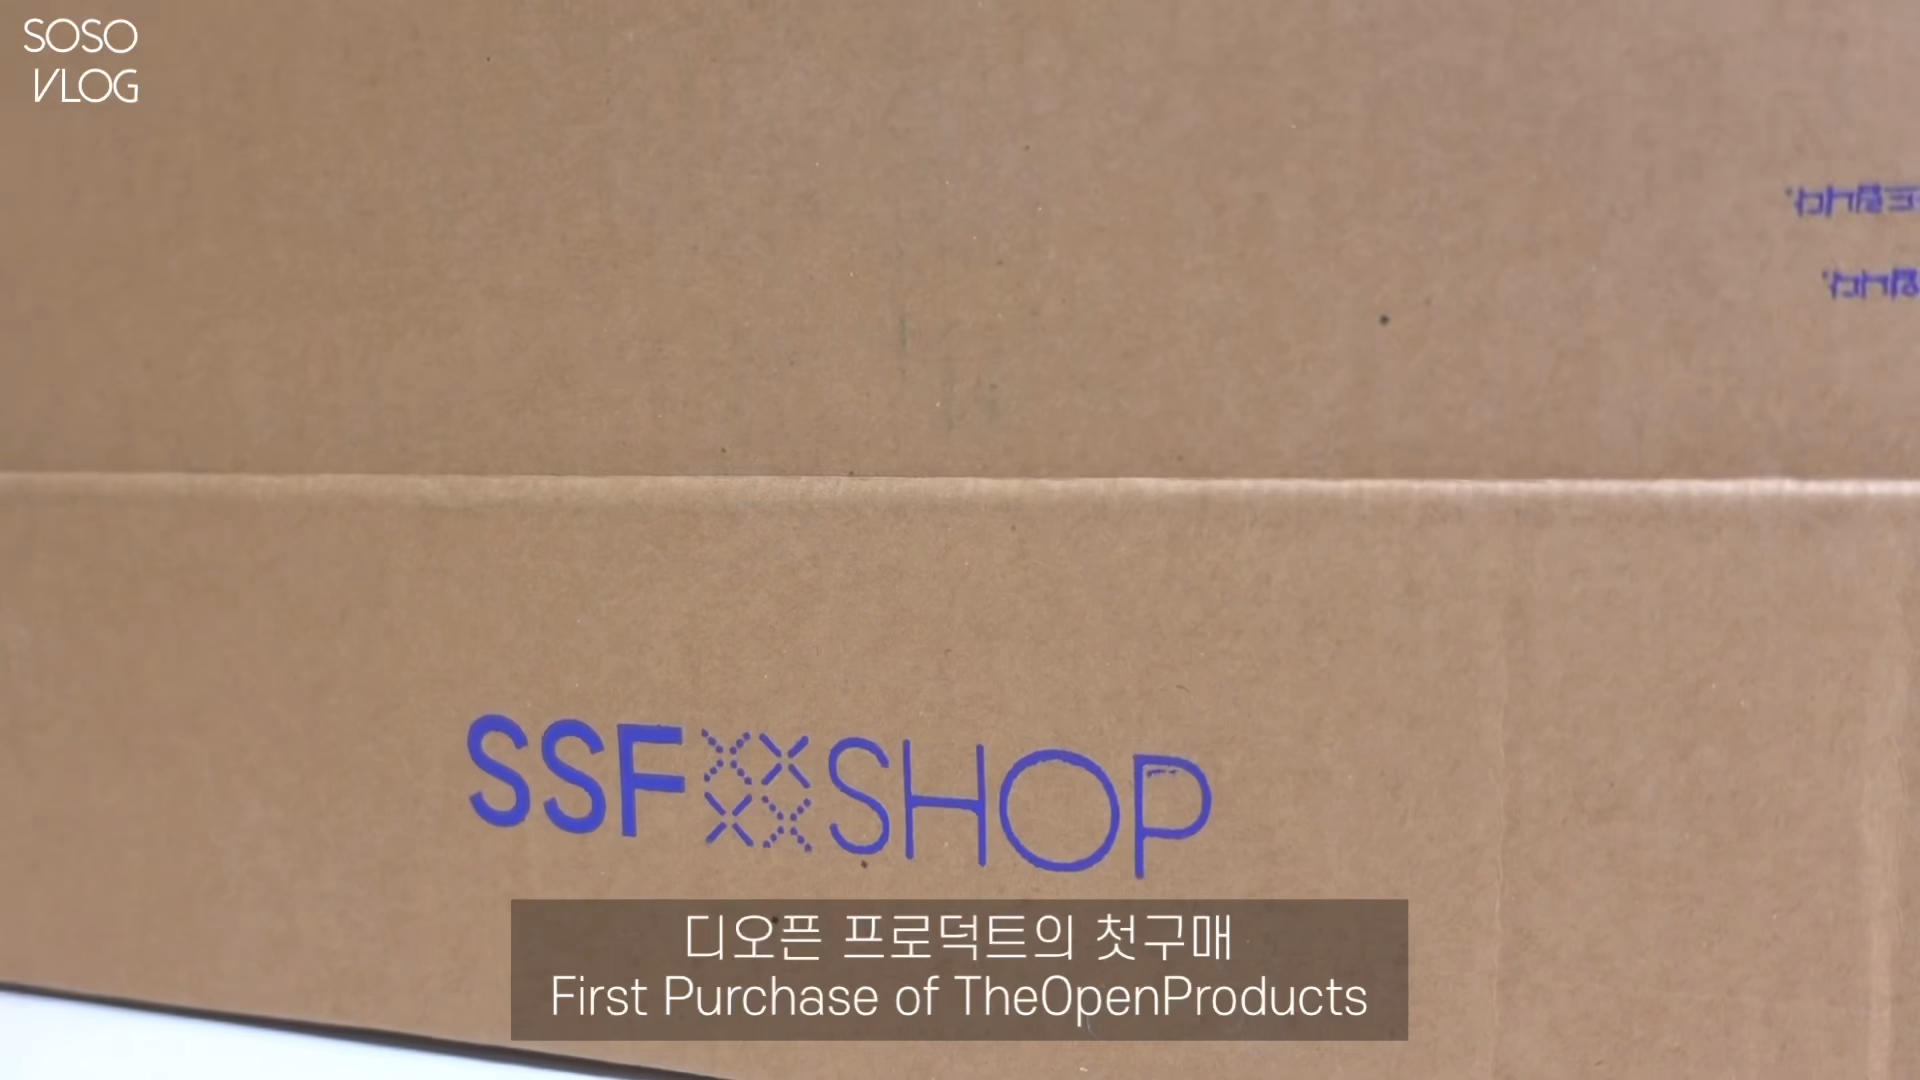 SOSO
VLOG
SSF SHOP
디오픈 프로덕트의 첫구매
First Purchase of TheOpenProducts